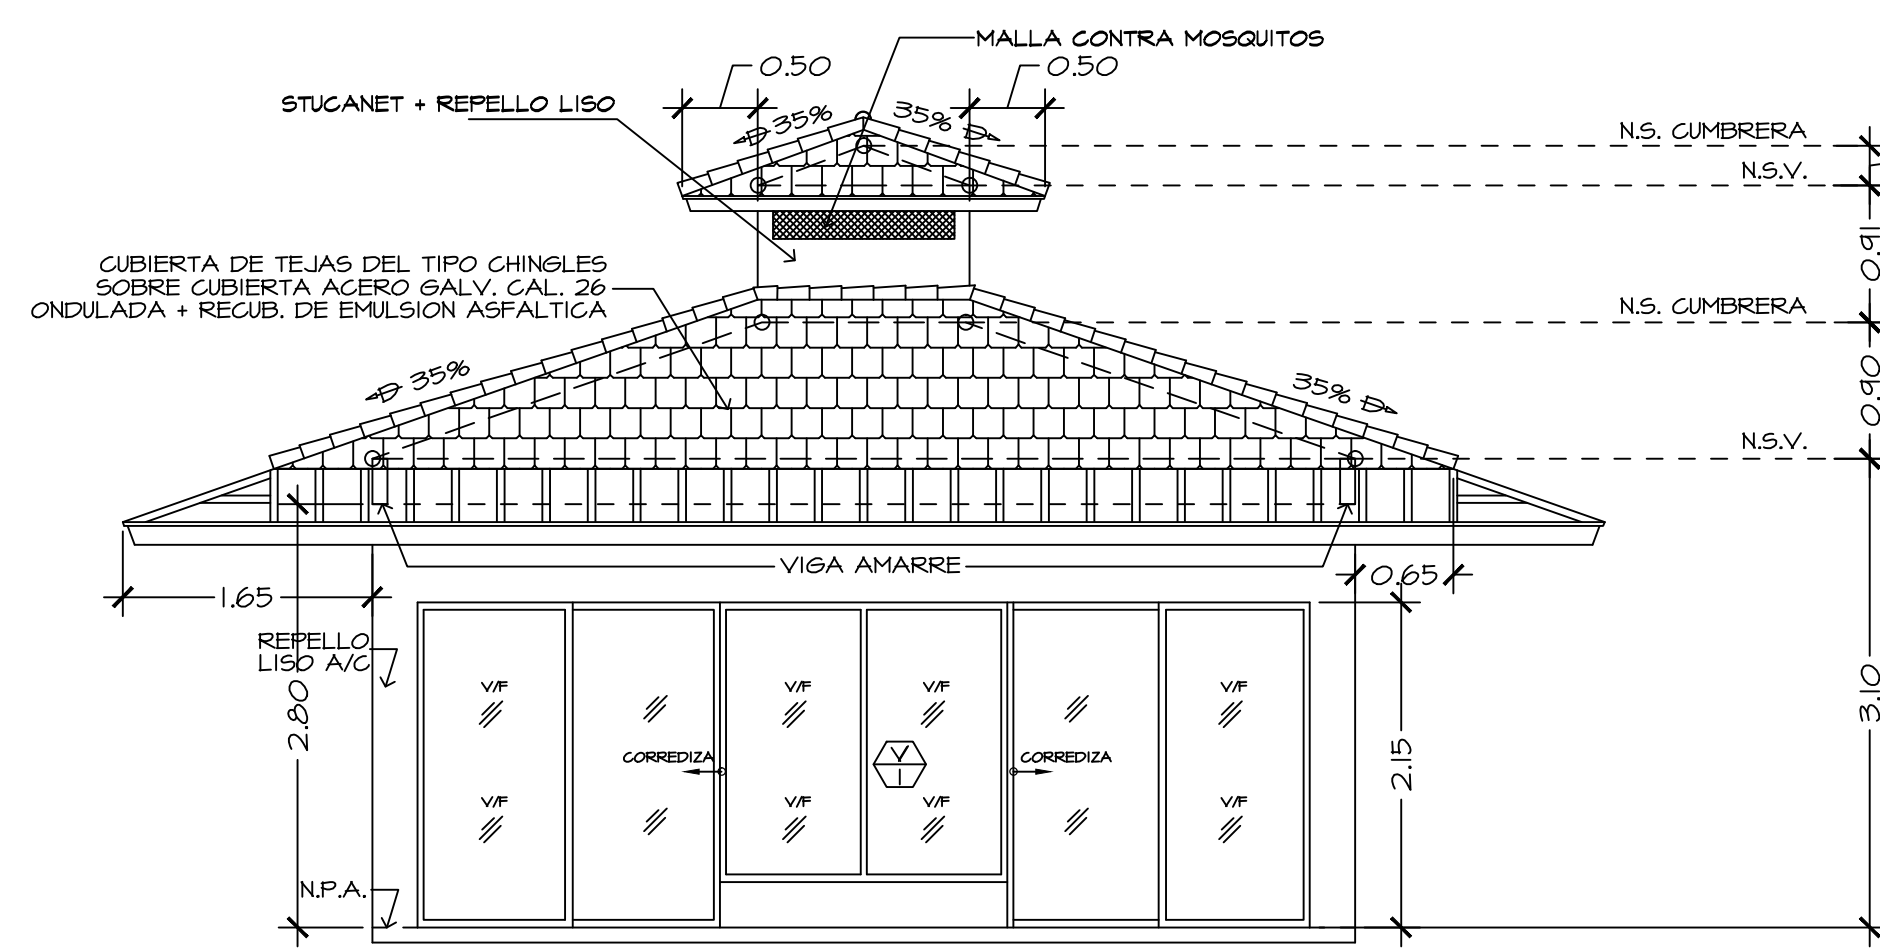 MALLA CONTRA MOSQUITOS
0.50
0.50
STUCANET + REPELLO LISO
35%
35%
N.S. CUMBRERA
N.S.V.
0.91
CUBIERTA DE TEJAS DEL TIPO CHINGLES
SOBRE CUBIERTA ACERO GALV. CAL. 26
ONDULADA + RECUB. DE EMULSION ASFALTICA
N.S. CUMBRERA
35%
35%
0.90
N.S.V.
VIGA AMARRE
0.65
1.65
REPELLO
LISO A/C
2.80
V/F
V/F
V/F
V/F
3.10
CORREDIZA
V
1
CORREDIZA
2.15
V/F
V/F
V/F
V/F
N.P.A.